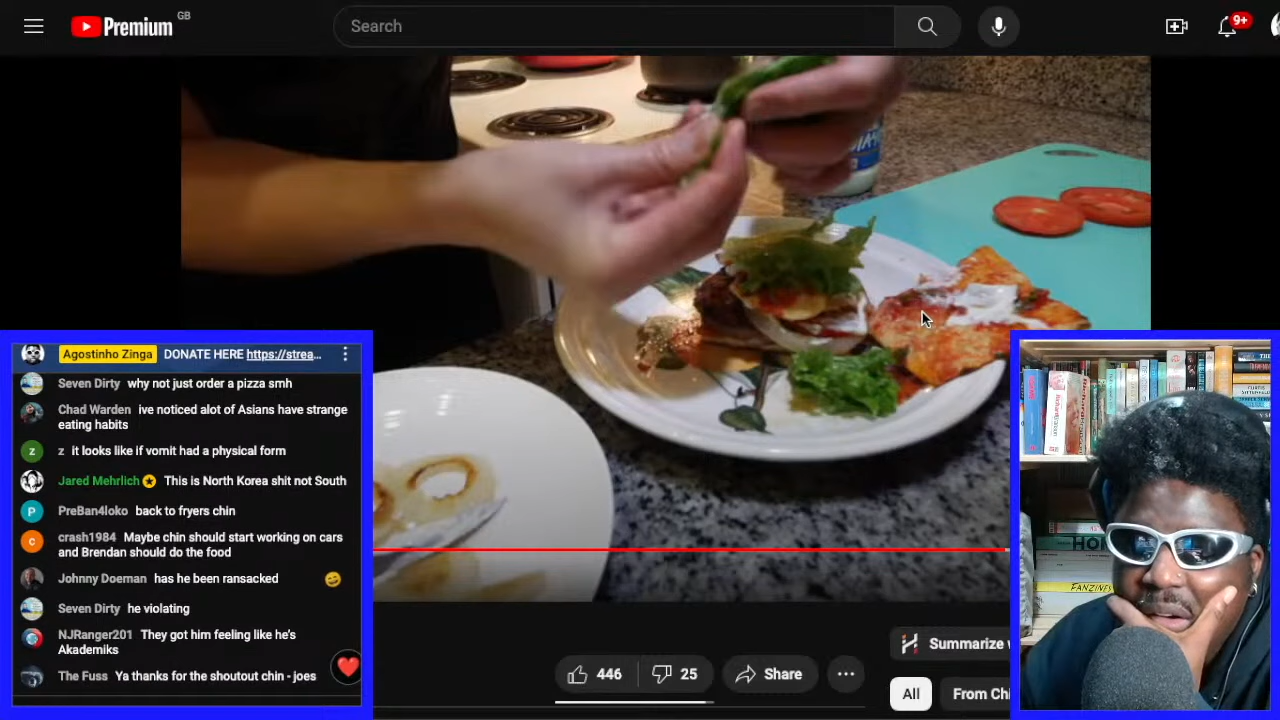 Premium GB
Search
9+
Agostinho Zinga DONATE HERE https://strea...
Seven Dirty why not just order a pizza smh
Chad Warden ive noticed alot of Asians have strange
eating habits
z it looks like if vomit had a physical form
Jared Mehrlich This is North Korea shit not South
P PreBan4loko back to fryers chin
c crash1984 Maybe chin should start working on cars
and Brendan should do the food
Johnny Doeman has he been ransacked
Seven Dirty he violating
NJRanger201 They got him feeling like he's
Akademiks
The Fuss Ya thanks for the shoutout chin - joes
FANZINES
Summarize
446
25
Share
All
From Chi